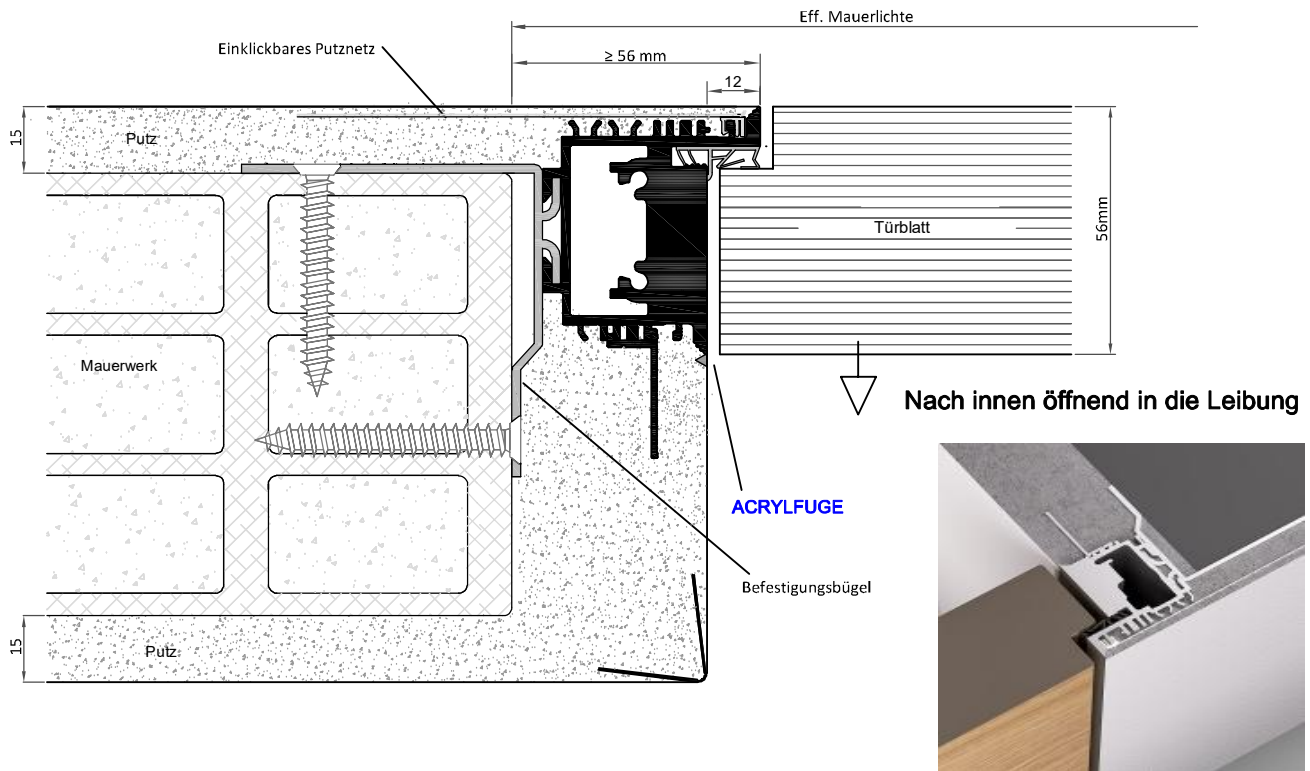 Eff. Mauerlichte
Einklickbares Putznetz
≥ 56 mm
12
15
Putz
Türblatt
56mm
Mauerwerk
Nach innen öffnend in die Leibung
ACRYLFUGE
Befestigungsbügel
15
Putz